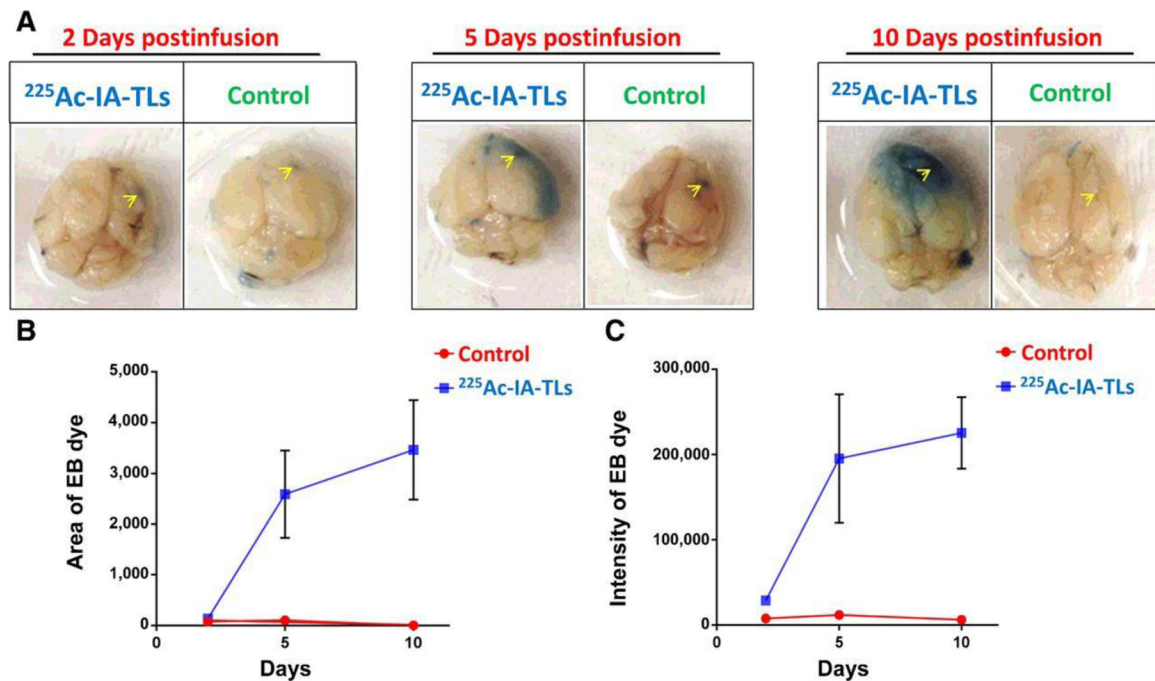 A
2 Days postinfusion
5 Days postinfusion
10 Days postinfusion
²²⁵Ac-IA-TLs
Control
²²⁵Ac-IA-TLs
Control
²²⁵Ac-IA-TLs
Control
B
Control
²²⁵Ac-IA-TLs
Area of EB dye
5,000
4,000
3,000
2,000
1,000
0
0
5
10
Days
C
Control
²²⁵Ac-IA-TLs
Intensity of EB dye
300,000
200,000
100,000
0
0
5
10
Days